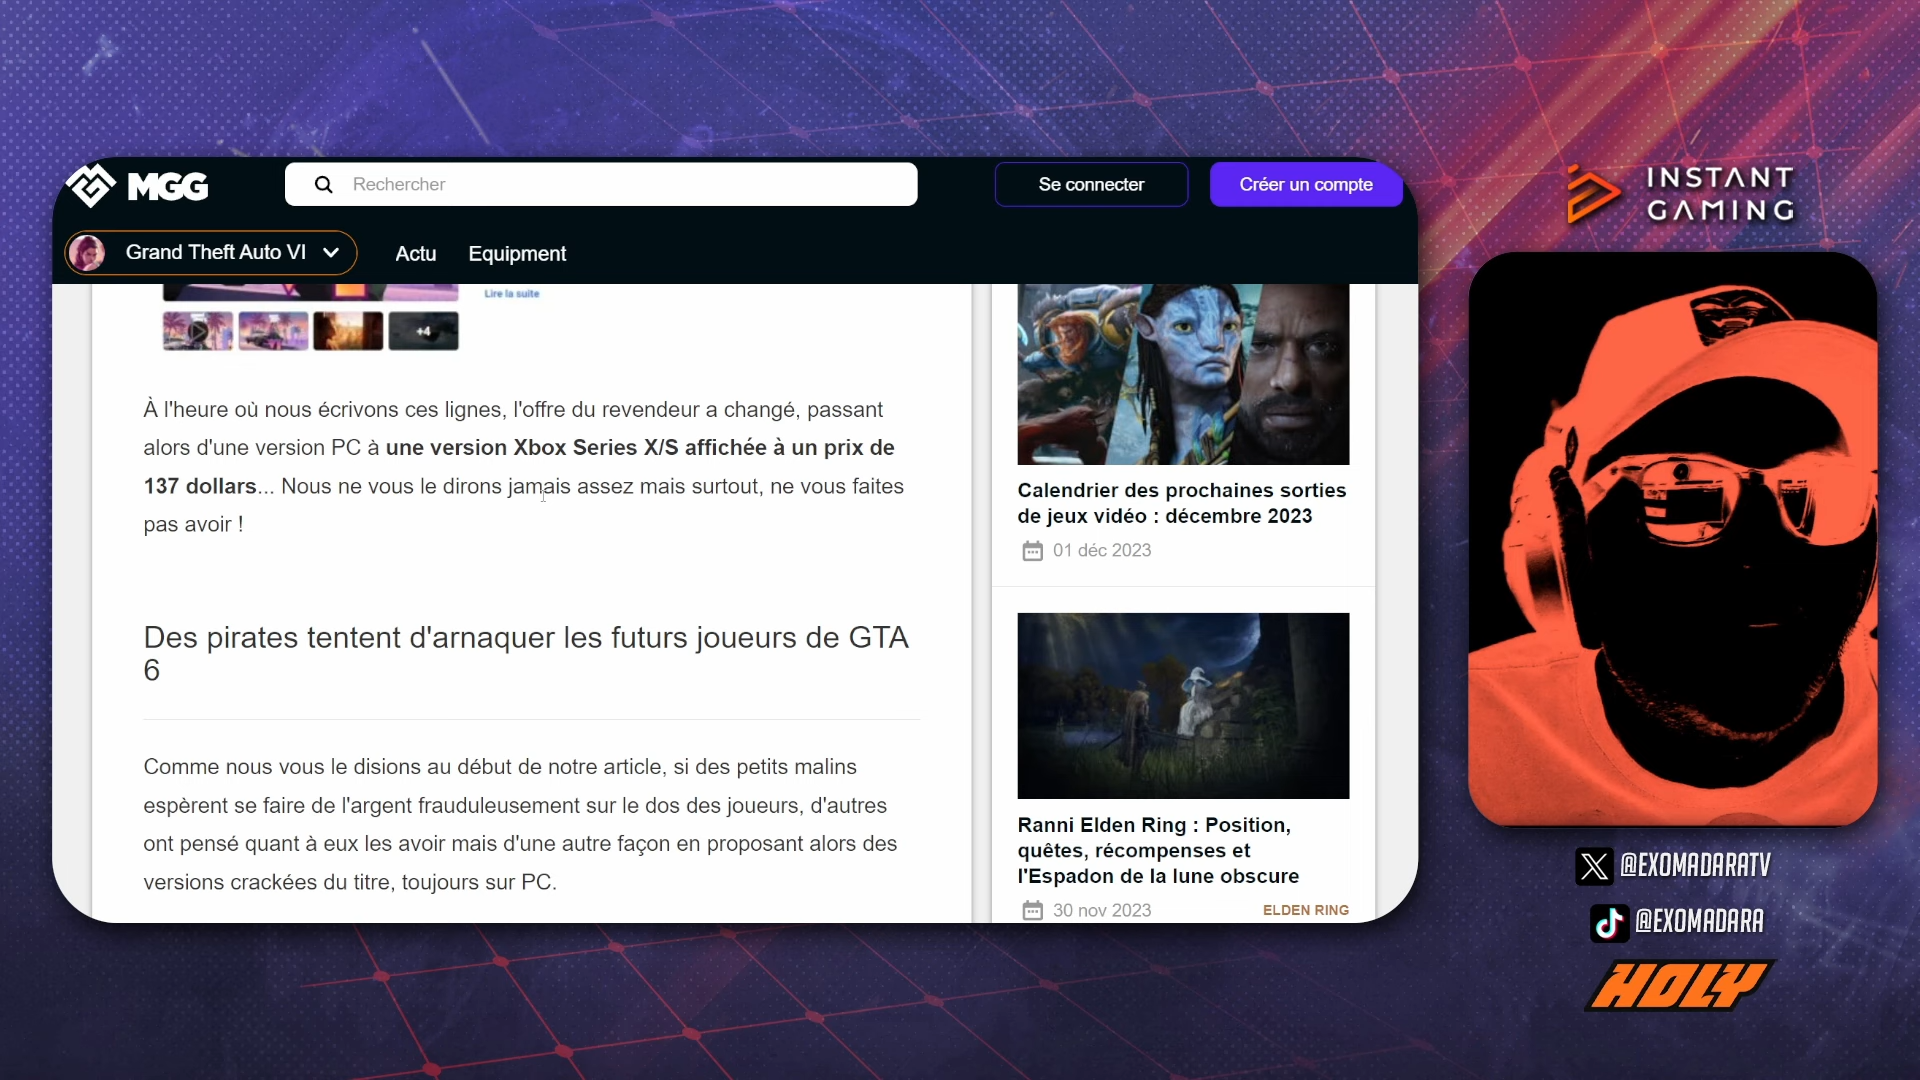 MGG
Rechercher
Se connecter
Créer un compte
Grand Theft Auto VI
Actu
Equipment
Lire la suite
+4
À l'heure où nous écrivons ces lignes, l'offre du revendeur a changé, passant
alors d'une version PC à une version Xbox Series X/S affichée à un prix de
137 dollars... Nous ne vous le dirons jamais assez mais surtout, ne vous faites
pas avoir !
Des pirates tentent d'arnaquer les futurs joueurs de GTA
6
Comme nous vous le disions au début de notre article, si des petits malins
espèrent se faire de l'argent frauduleusement sur le dos des joueurs, d'autres
ont pensé quant à eux les avoir mais d'une autre façon en proposant alors des
versions crackées du titre, toujours sur PC.
Calendrier des prochaines sorties
de jeux vidéo : décembre 2023
01 déc 2023
Ranni Elden Ring : Position,
quêtes, récompenses et
l'Espadon de la lune obscure
30 nov 2023
ELDEN RING
INSTANT
GAMING
@EXOMADARATV
@EXOMADARA
HOLY